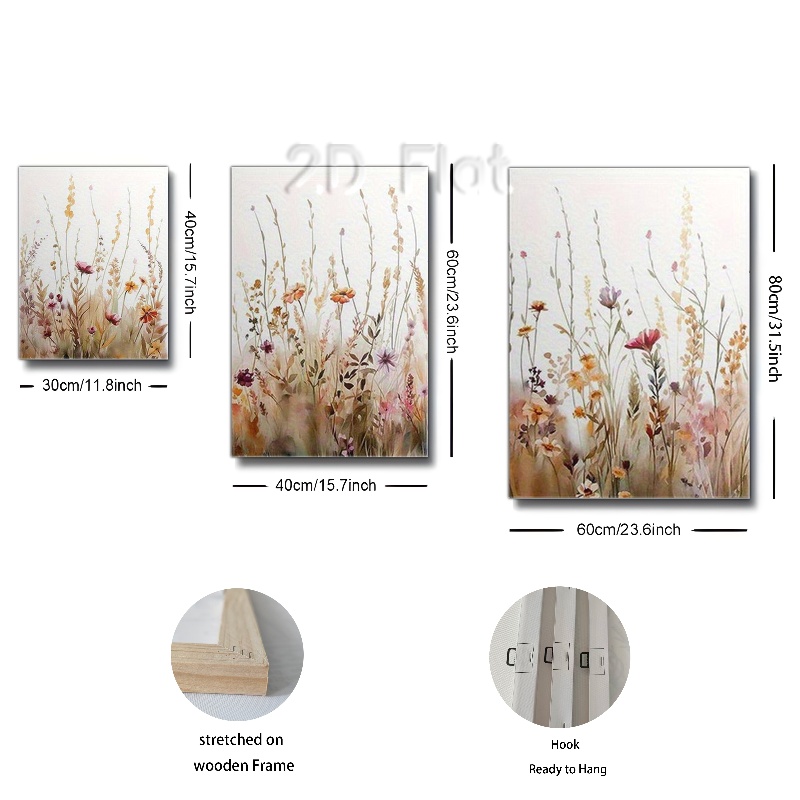 2D Flat
40cm/15.7inch
30cm/11.8inch
60cm/23.6inch
40cm/15.7inch
80cm/31.5inch
60cm/23.6inch
stretched on
wooden Frame
Hook
Ready to Hang